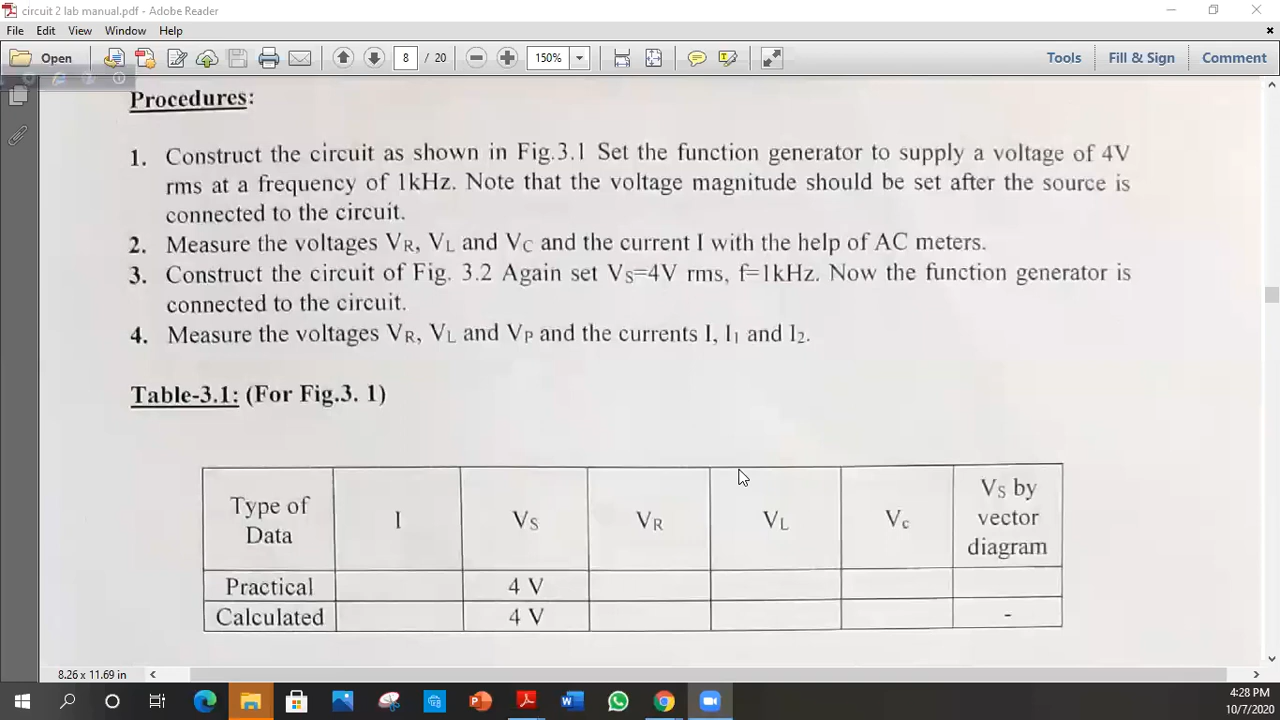 circuit 2 lab manual.pdf - Adobe Reader
File Edit View Window Help
Open 8 / 20 150% Tools Fill & Sign Comment
Procedures:
1. Construct the circuit as shown in Fig.3.1 Set the function generator to supply a voltage of 4V
rms at a frequency of 1kHz. Note that the voltage magnitude should be set after the source is
connected to the circuit.
2. Measure the voltages VR, VL and VC and the current I with the help of AC meters.
3. Construct the circuit of Fig. 3.2 Again set VS=4V rms, f=1kHz. Now the function generator is
connected to the circuit.
4. Measure the voltages VR, VL and VP and the currents I, I1 and I2.
Table-3.1: (For Fig.3. 1)
Type of
Data
I
VS
VR
VL
Vc
VS by
vector
diagram
Practical 4 V
Calculated 4 V -
8.26 x 11.69 in
4:28 PM
10/7/2020